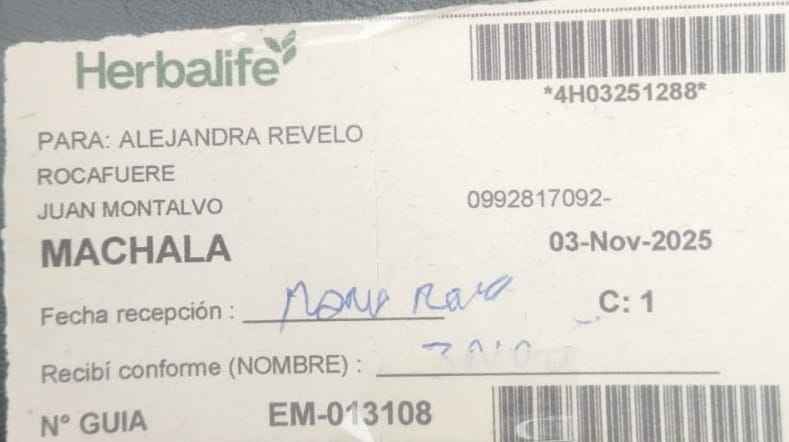 Herbalife
*4H03251288*
PARA: ALEJANDRA REVELO
ROCAFUERE
JUAN MONTALVO
0992817092-
MACHALA
03-Nov-2025
Fecha recepción :
C: 1
Recibí conforme (NOMBRE) :
N° GUIA
EM-013108